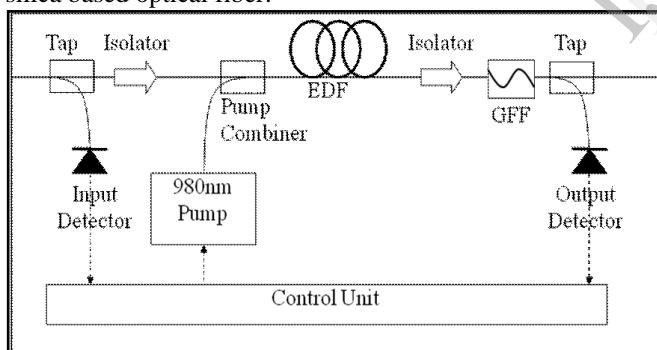 silica based optical fiber.
Tap
Isolator
Isolator
Tap
EDF
Pump
Combiner
GFF
980nm
Pump
Input
Detector
Output
Detector
Control Unit